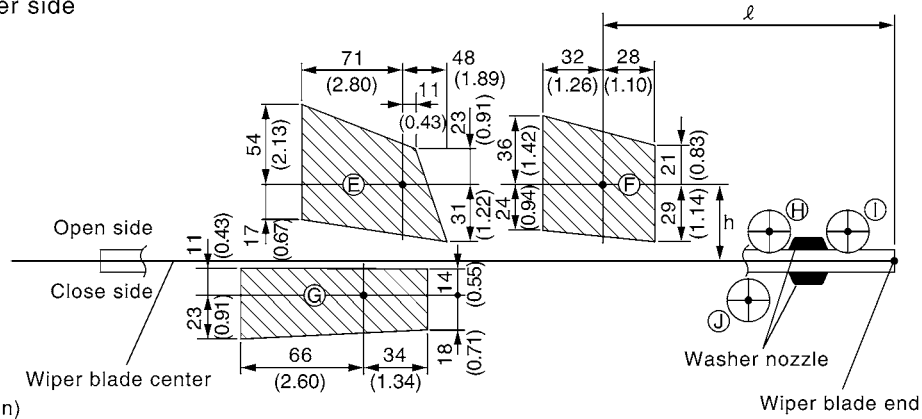 er side
ℓ
71
(2.80)
48
(1.89)
11
(0.43)
32
(1.26)
28
(1.10)
54
(2.13)
23
(0.91)
36
(1.42)
21
(0.83)
E
F
17
(0.67)
31
(1.22)
24
(0.94)
29
(1.14)
h
H
I
Open side
11
(0.43)
Close side
G
14
(0.55)
J
23
(0.91)
18
(0.71)
66
(2.60)
34
(1.34)
Washer nozzle
Wiper blade center
Wiper blade end
n)